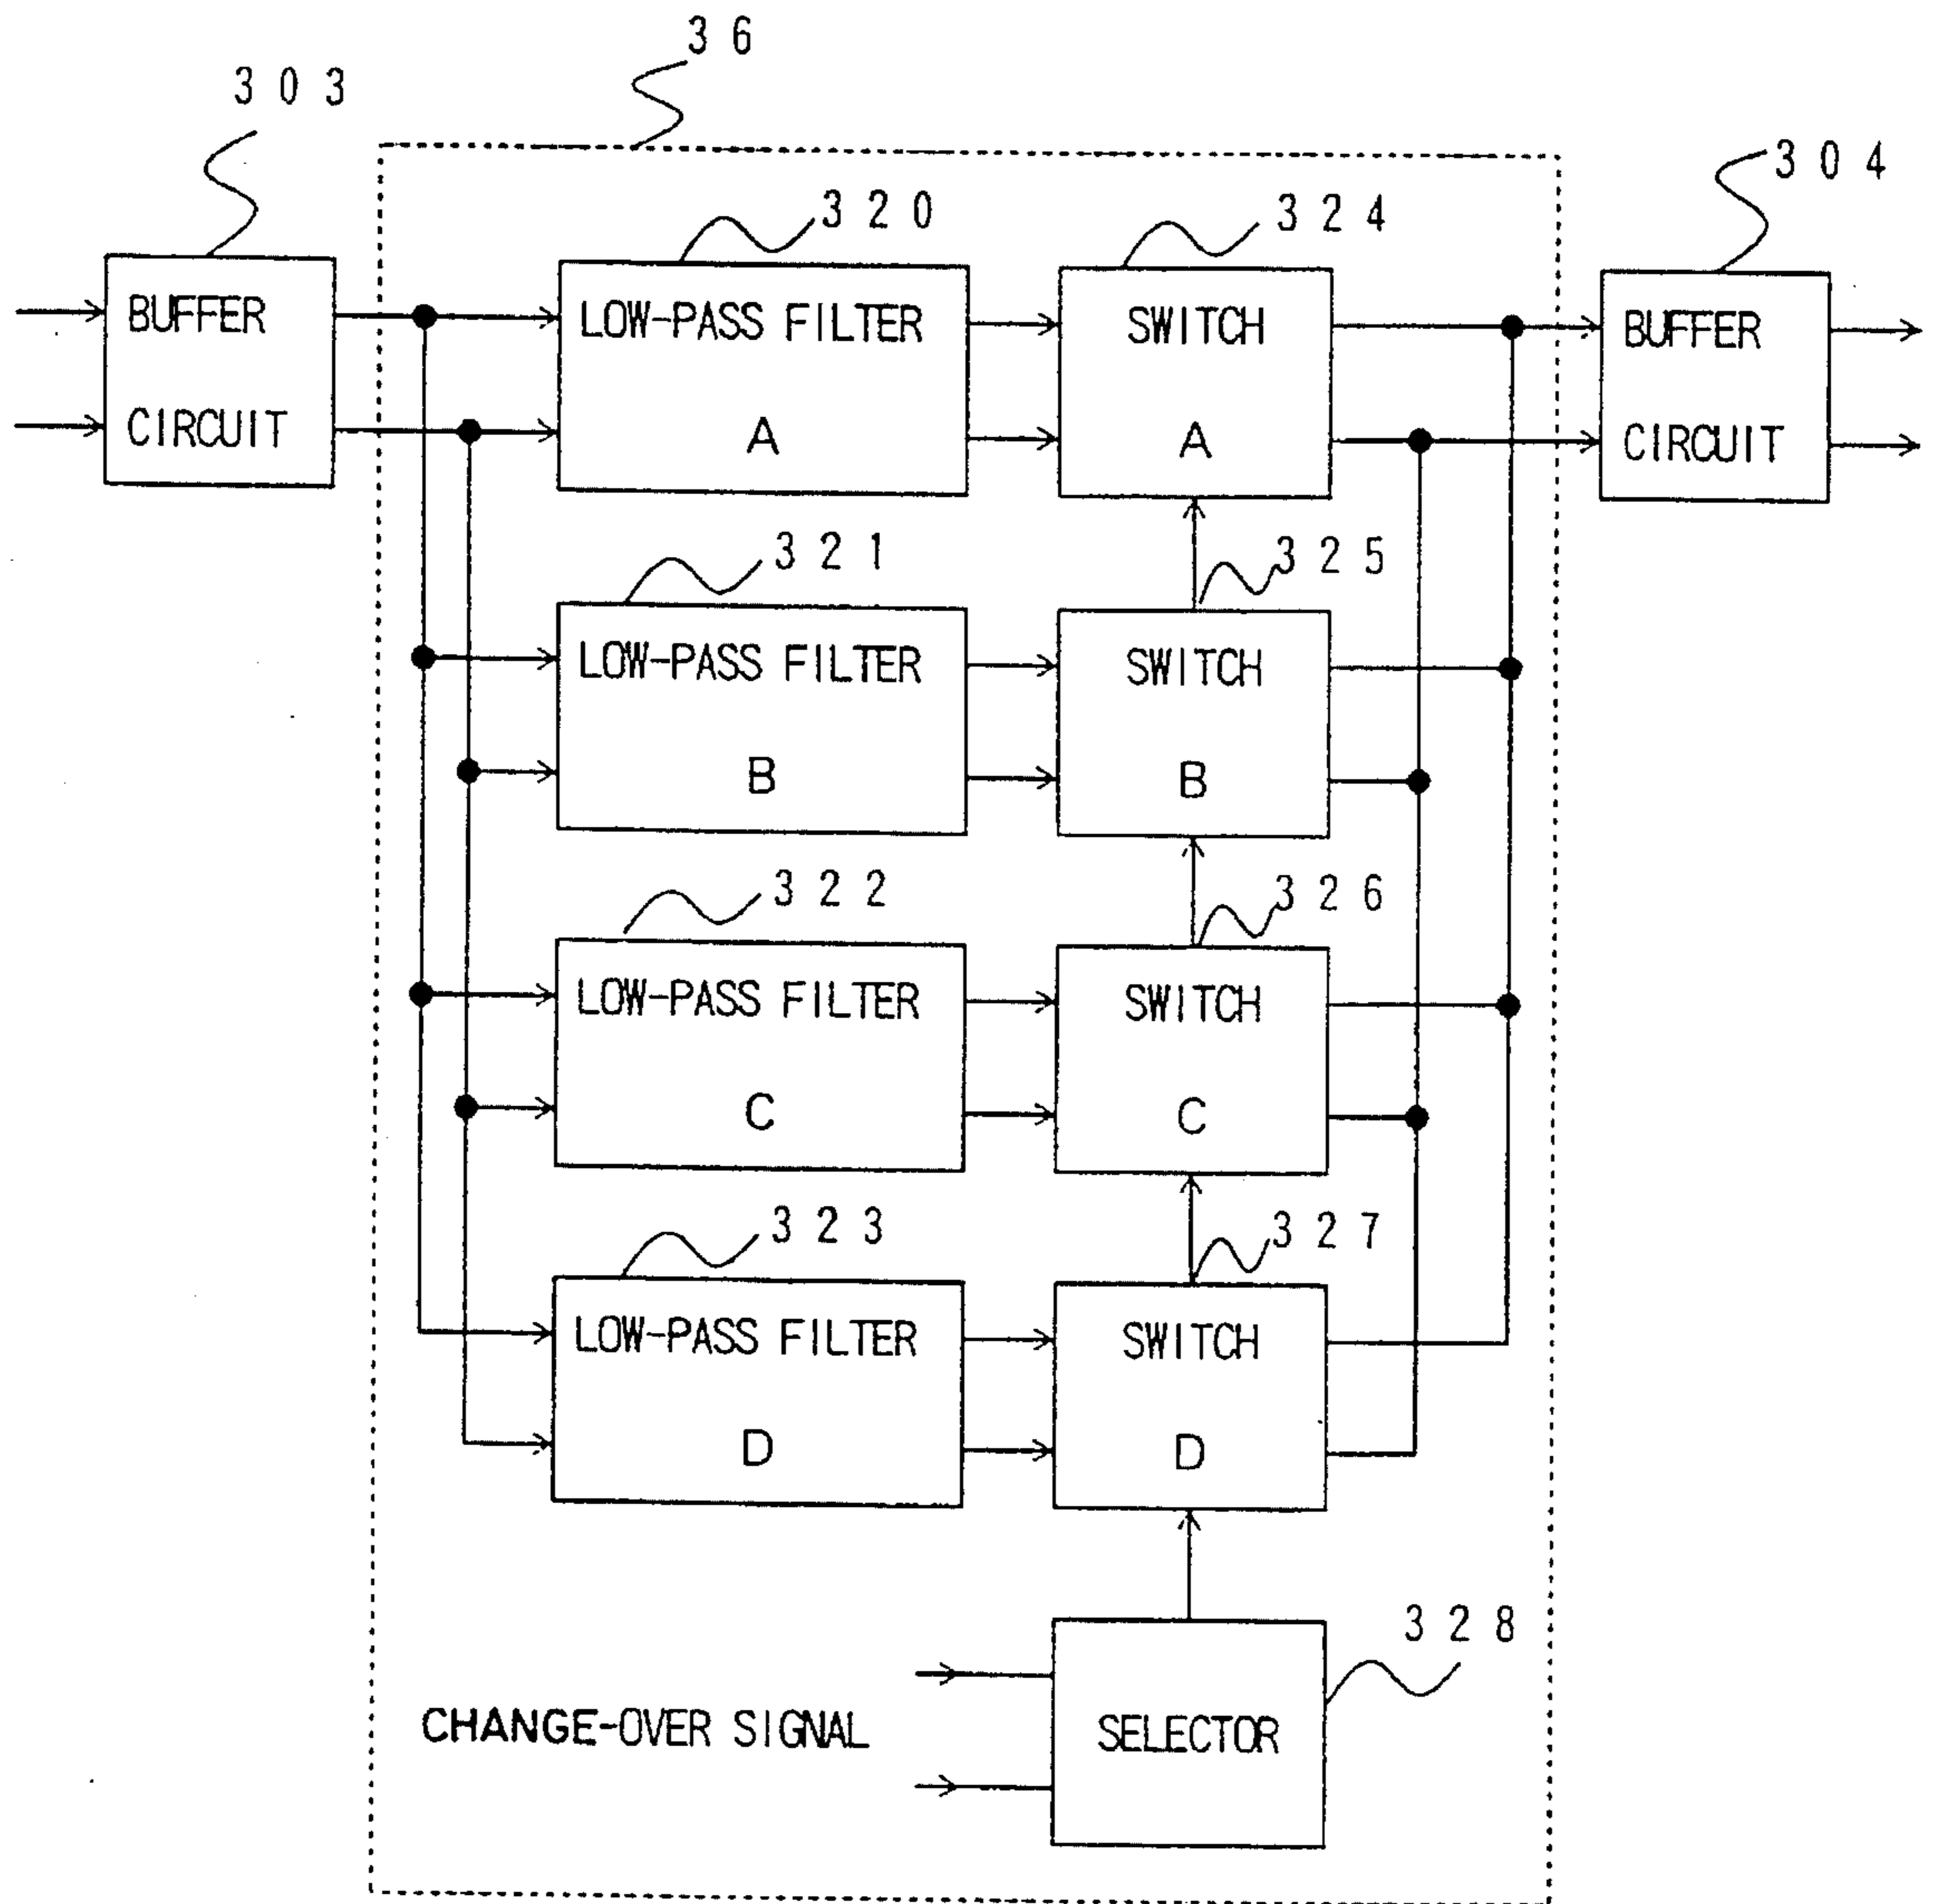 36
303
304
320
324
BUFFER
CIRCUIT
LOW-PASS FILTER
A
SWITCH
A
BUFFER
CIRCUIT
321
325
LOW-PASS FILTER
B
SWITCH
B
322
326
LOW-PASS FILTER
C
SWITCH
C
323
327
LOW-PASS FILTER
D
SWITCH
D
328
CHANGE-OVER SIGNAL
SELECTOR